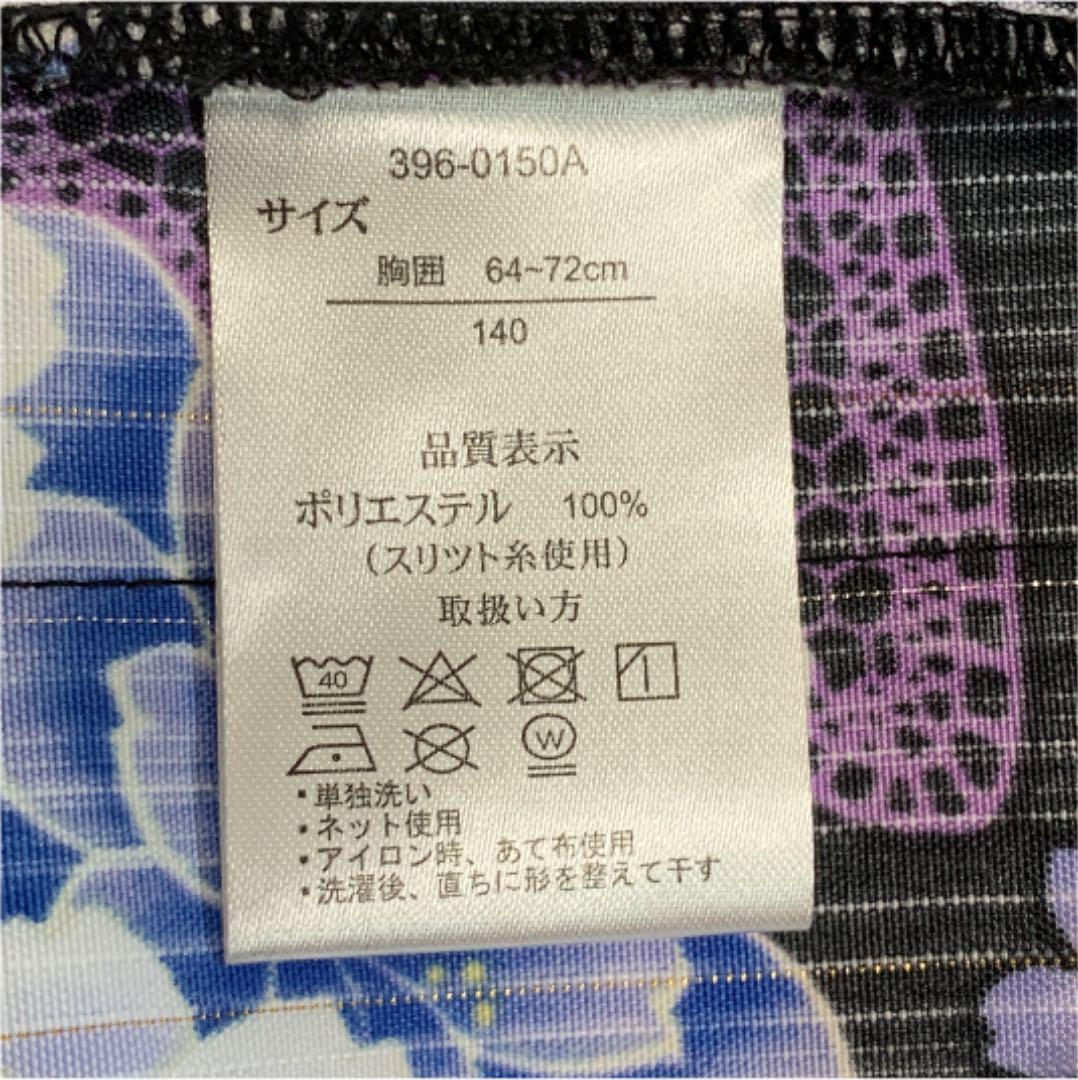 396-0150A
サイズ
胸囲 64~72cm
140
品質表示
ポリエステル 100%
（スリツト糸使用）
取扱い方
40
W
・単独洗い
・ネット使用
・アイロン時、あて布使用
・洗濯後、直ちに形を整えて干す